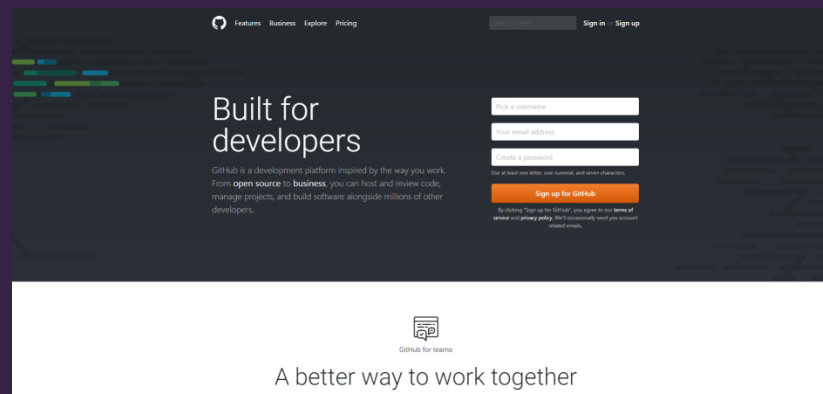 Features Business Explore Pricing
Search GitHub
Sign in or Sign up
Built for
developers
GitHub is a development platform inspired by the way you work.
From open source to business, you can host and review code,
manage projects, and build software alongside millions of other
developers.
Pick a username
Your email address
Create a password
Use at least one letter, one numeral, and seven characters.
Sign up for GitHub
By clicking "Sign up for GitHub", you agree to our terms of
service and privacy policy. We'll occasionally send you account
related emails.
GitHub for teams
A better way to work together